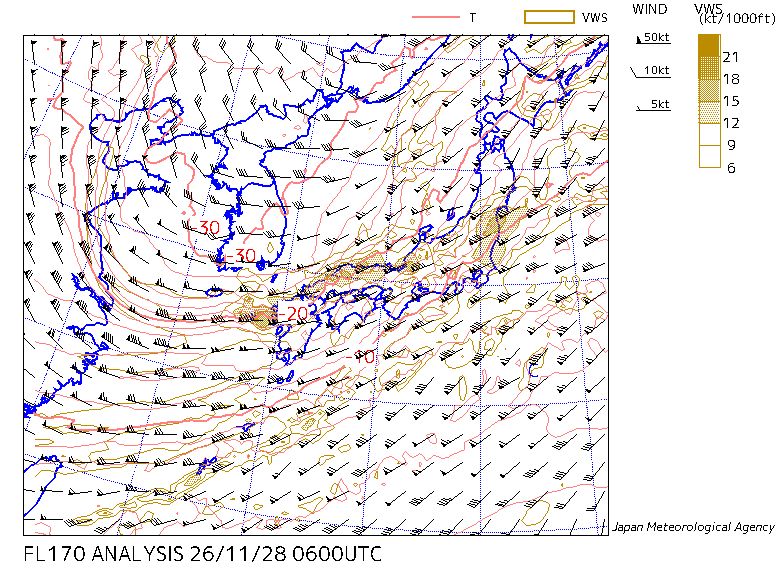 T
VWS
WIND
VWS
(kt/1000ft)
50kt
10kt
5kt
21
18
15
12
9
6
30
-30
-20
-10
Japan Meteorological Agency
FL170 ANALYSIS 26/11/28 0600UTC